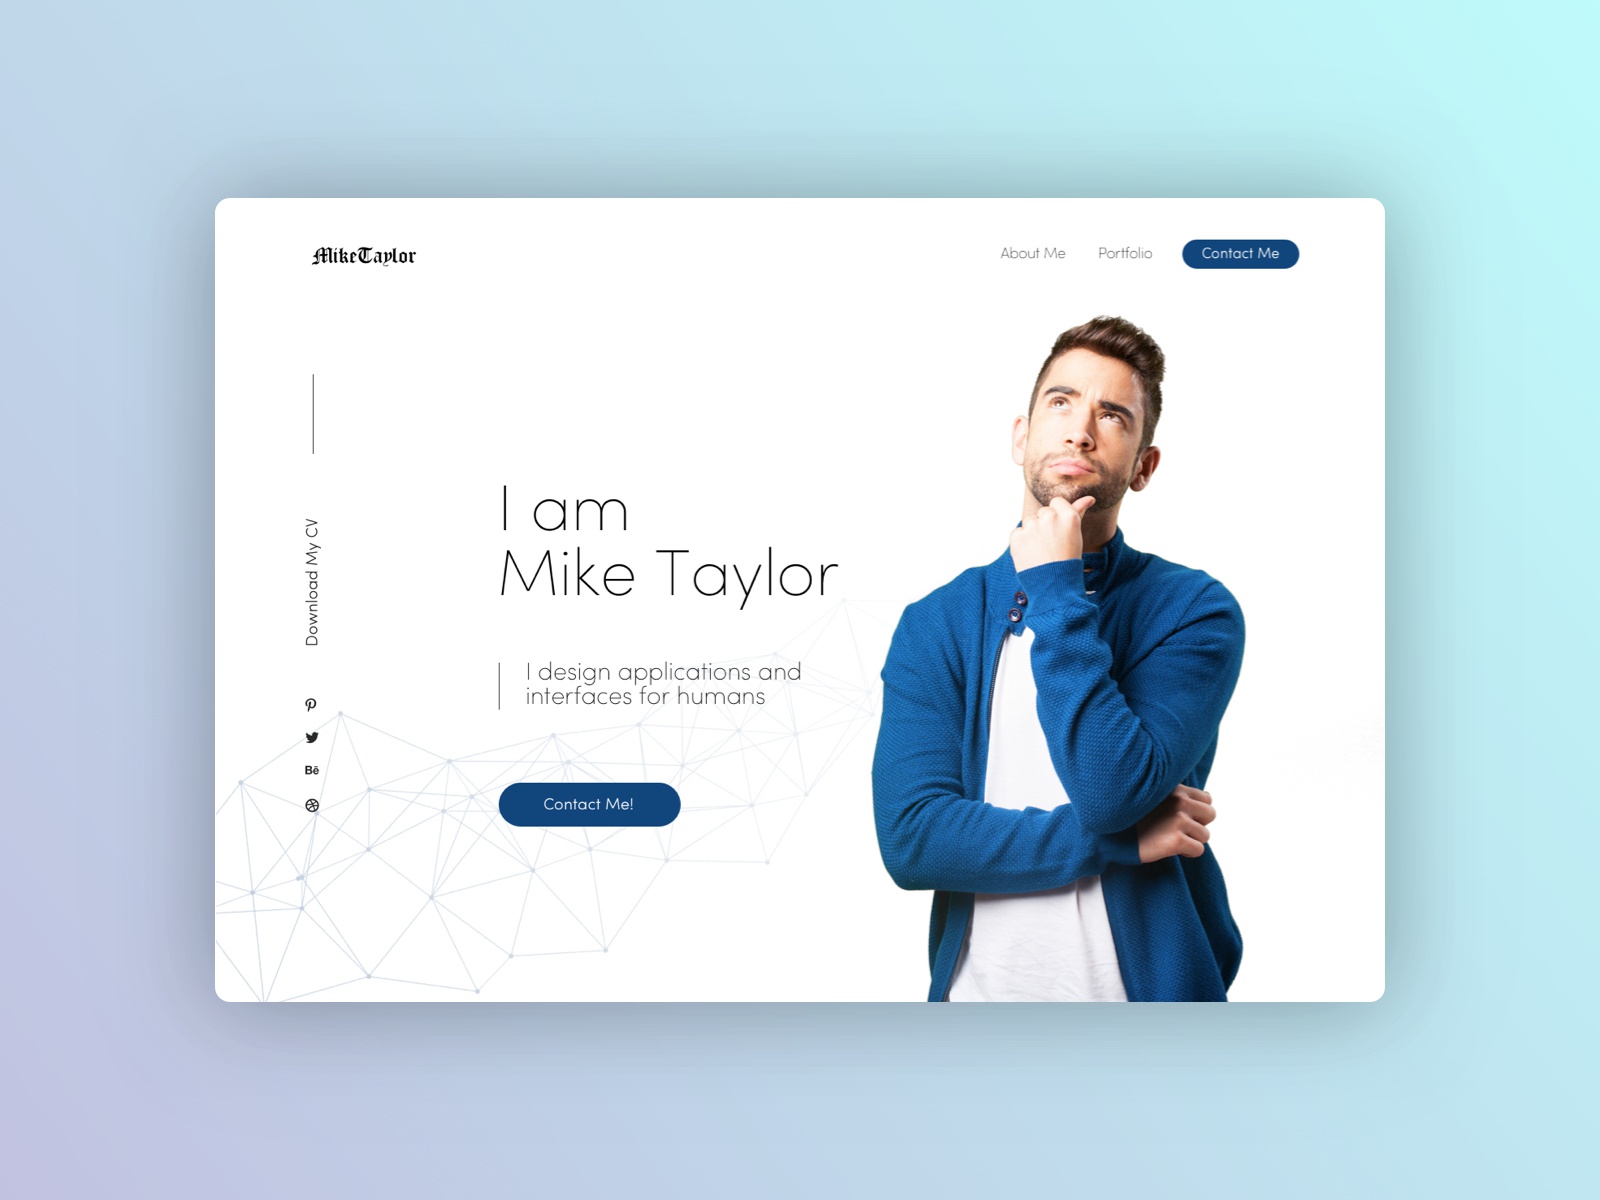 MikeTaylor
About Me
Portfolio
Contact Me
Download My CV
I am
Mike Taylor
I design applications and
interfaces for humans
Bē
Contact Me!